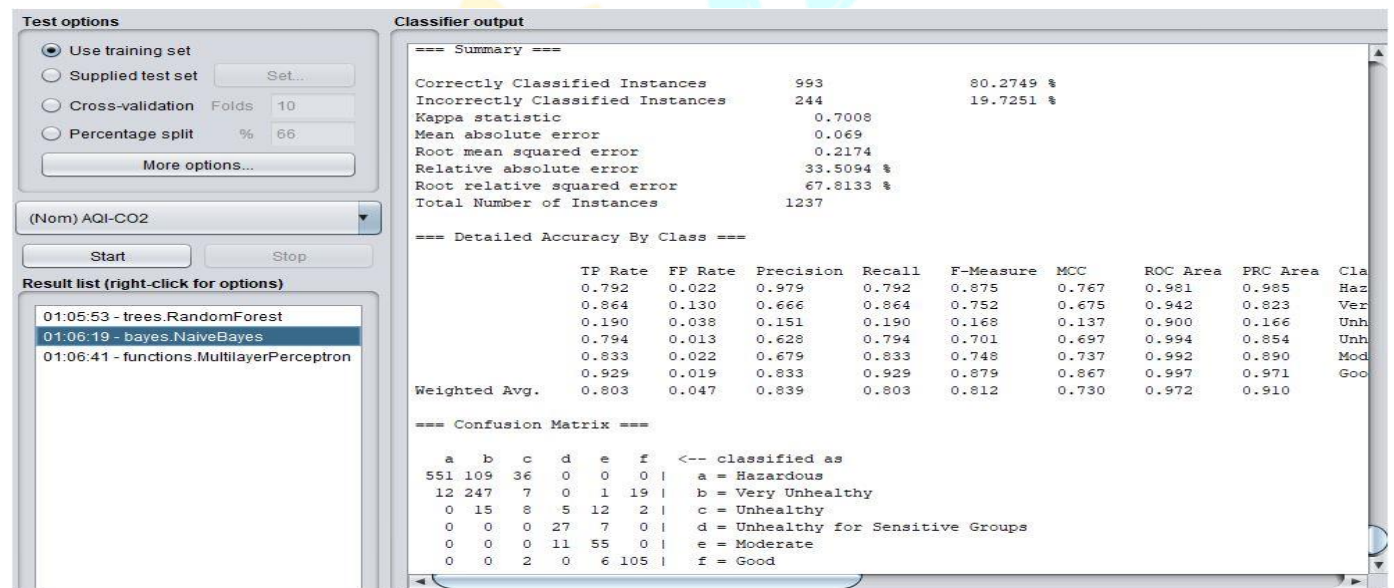 Test options
Use training set
Supplied test set Set...
Cross-validation Folds 10
Percentage split % 66
More options...
(Nom) AQI-CO2
Start Stop
Result list (right-click for options)
01:05:53 - trees.RandomForest
01:06:19 - bayes.NaiveBayes
01:06:41 - functions.MultilayerPerceptron
Classifier output
=== Summary ===
Correctly Classified Instances 993 80.2749 %
Incorrectly Classified Instances 244 19.7251 %
Kappa statistic 0.7008
Mean absolute error 0.069
Root mean squared error 0.2174
Relative absolute error 33.5094 %
Root relative squared error 67.8133 %
Total Number of Instances 1237
=== Detailed Accuracy By Class ===
TP Rate FP Rate Precision Recall F-Measure MCC ROC Area PRC Area Cla
0.792 0.022 0.979 0.792 0.875 0.767 0.981 0.985 Haz
0.864 0.130 0.666 0.864 0.752 0.675 0.942 0.823 Ver
0.190 0.038 0.151 0.190 0.168 0.137 0.900 0.166 Unh
0.794 0.013 0.628 0.794 0.701 0.697 0.994 0.854 Unh
0.833 0.022 0.679 0.833 0.748 0.737 0.992 0.890 Mod
0.929 0.019 0.833 0.929 0.879 0.867 0.997 0.971 Goo
Weighted Avg. 0.803 0.047 0.839 0.803 0.812 0.730 0.972 0.910
=== Confusion Matrix ===
a b c d e f <-- classified as
551 109 36 0 0 0 | a = Hazardous
12 247 7 0 1 19 | b = Very Unhealthy
0 15 8 5 12 2 | c = Unhealthy
0 0 0 27 7 0 | d = Unhealthy for Sensitive Groups
0 0 0 11 55 0 | e = Moderate
0 0 2 0 6 105 | f = Good